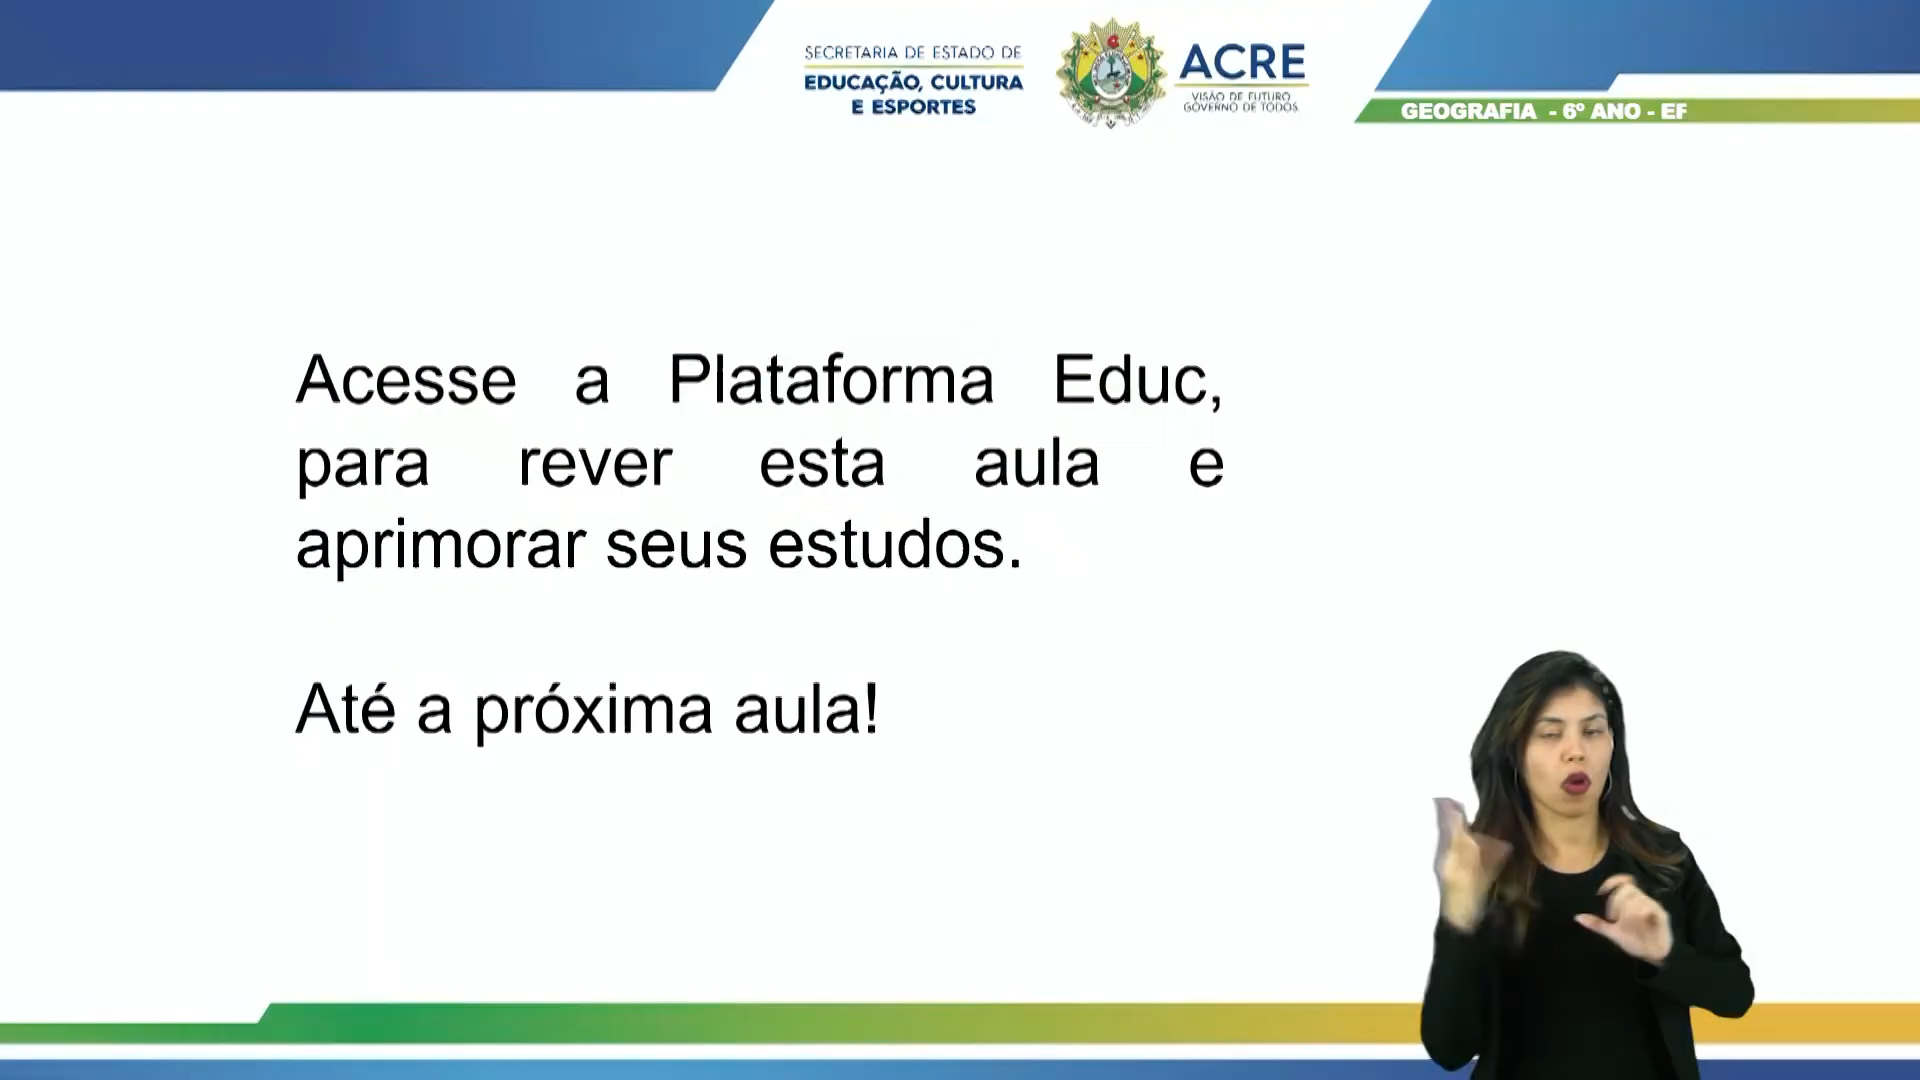 SECRETARIA DE ESTADO DE
EDUCAÇÃO, CULTURA
E ESPORTES
ACRE
VISÃO DE FUTURO
GOVERNO DE TODOS
GEOGRAFIA - 6º ANO - EF
Acesse a Plataforma Educ,
para rever esta aula e
aprimorar seus estudos.
Até a próxima aula!